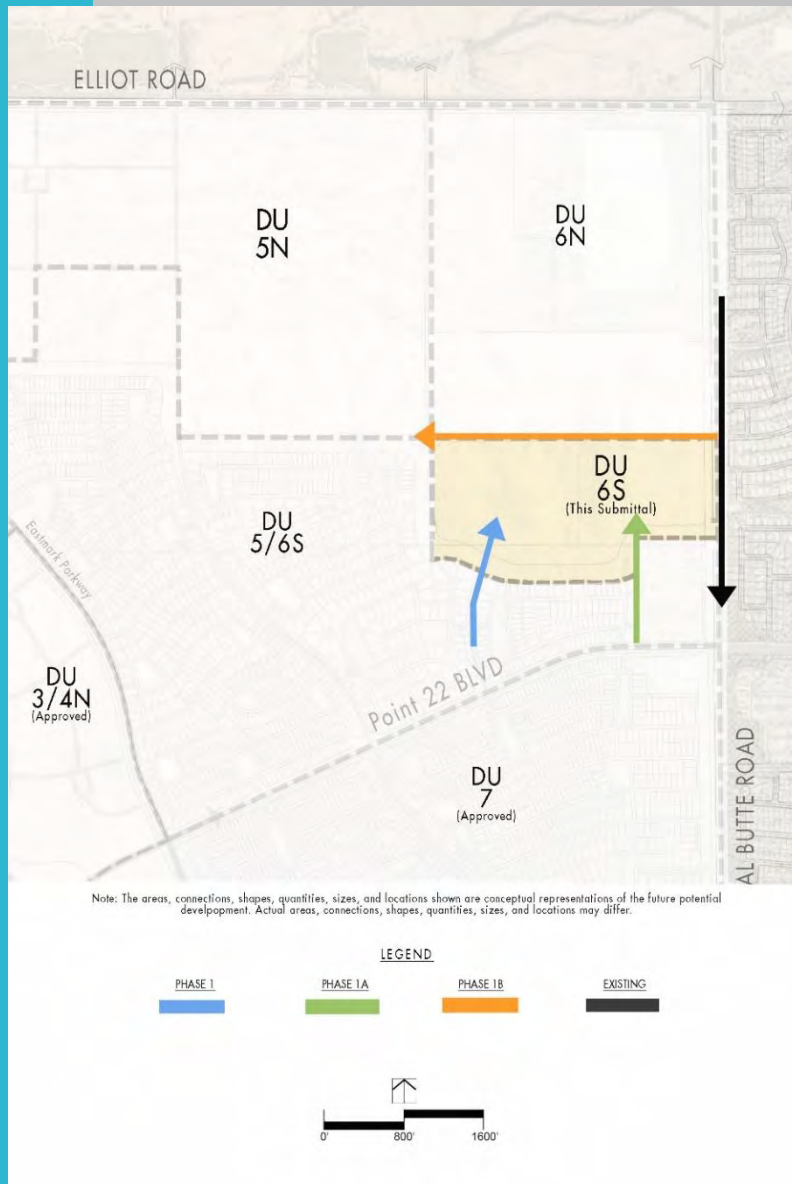 ELLIOT ROAD
DU
5N
DU
6N
DU
6S
(This Submittal)
DU
5/6S
Eastmark Parkway
DU
3/4N
(Approved)
Point 22 BLVD
DU
7
(Approved)
AL BUTTE ROAD
Note: The areas, connections, shapes, quantities, sizes, and locations shown are conceptual representations of the future potential
develpopment. Actual areas, connections, shapes, quantities, sizes, and locations may differ.
LEGEND
PHASE 1 PHASE 1A PHASE 1B EXISTING
0' 800' 1600'